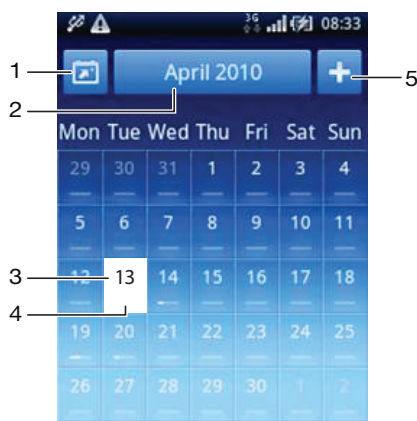 3G 08:33
1 April 2010 5
2
Mon Tue Wed Thu Fri Sat Sun
29 30 31 1 2 3 4
5 6 7 8 9 10 11
3 12 13 14 15 16 17 18
4
19 20 21 22 23 24 25
26 27 28 29 30 1 2